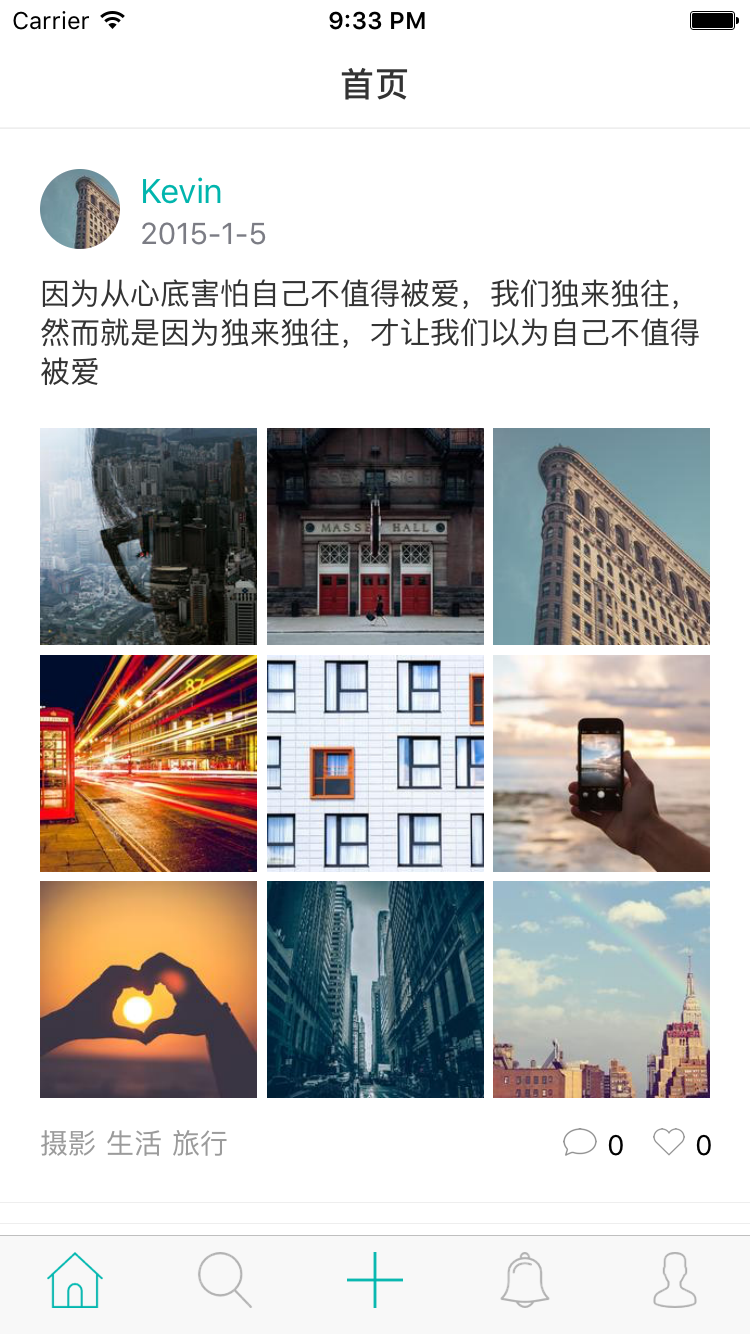 Carrier 9:33 PM
首页
Kevin
2015-1-5
因为从心底害怕自己不值得被爱，我们独来独往，
然而就是因为独来独往，才让我们以为自己不值得
被爱
MASSEY HALL
87
摄影 生活 旅行 0 0